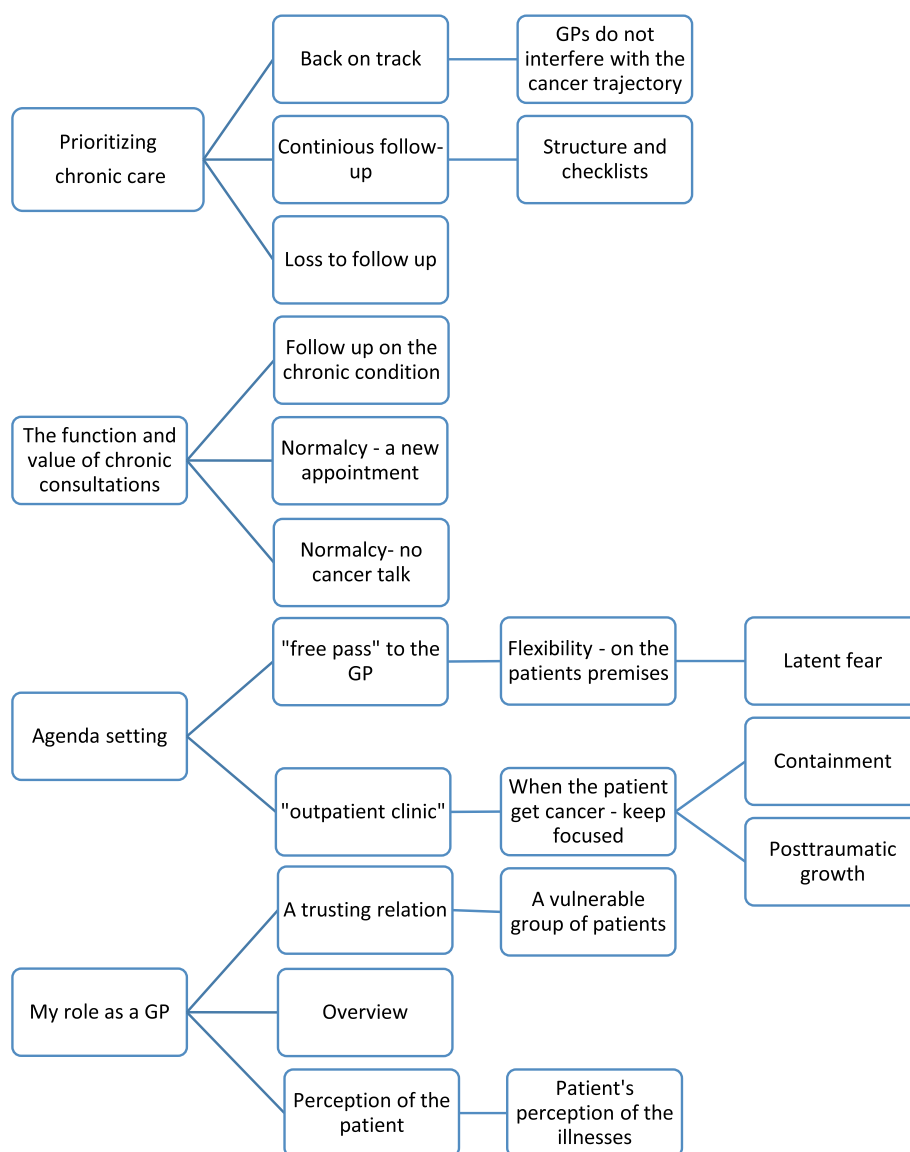 Prioritizing
chronic care
Back on track
GPs do not
interfere with the
cancer trajectory
Continious follow-
up
Structure and
checklists
Loss to follow up
The function and
value of chronic
consultations
Follow up on the
chronic condition
Normalcy - a new
appointment
Normalcy- no
cancer talk
Agenda setting
"free pass" to the
GP
Flexibility - on the
patients premises
Latent fear
"outpatient clinic"
When the patient
get cancer - keep
focused
Containment
Posttraumatic
growth
My role as a GP
A trusting relation
A vulnerable
group of patients
Overview
Perception of the
patient
Patient's
perception of the
illnesses